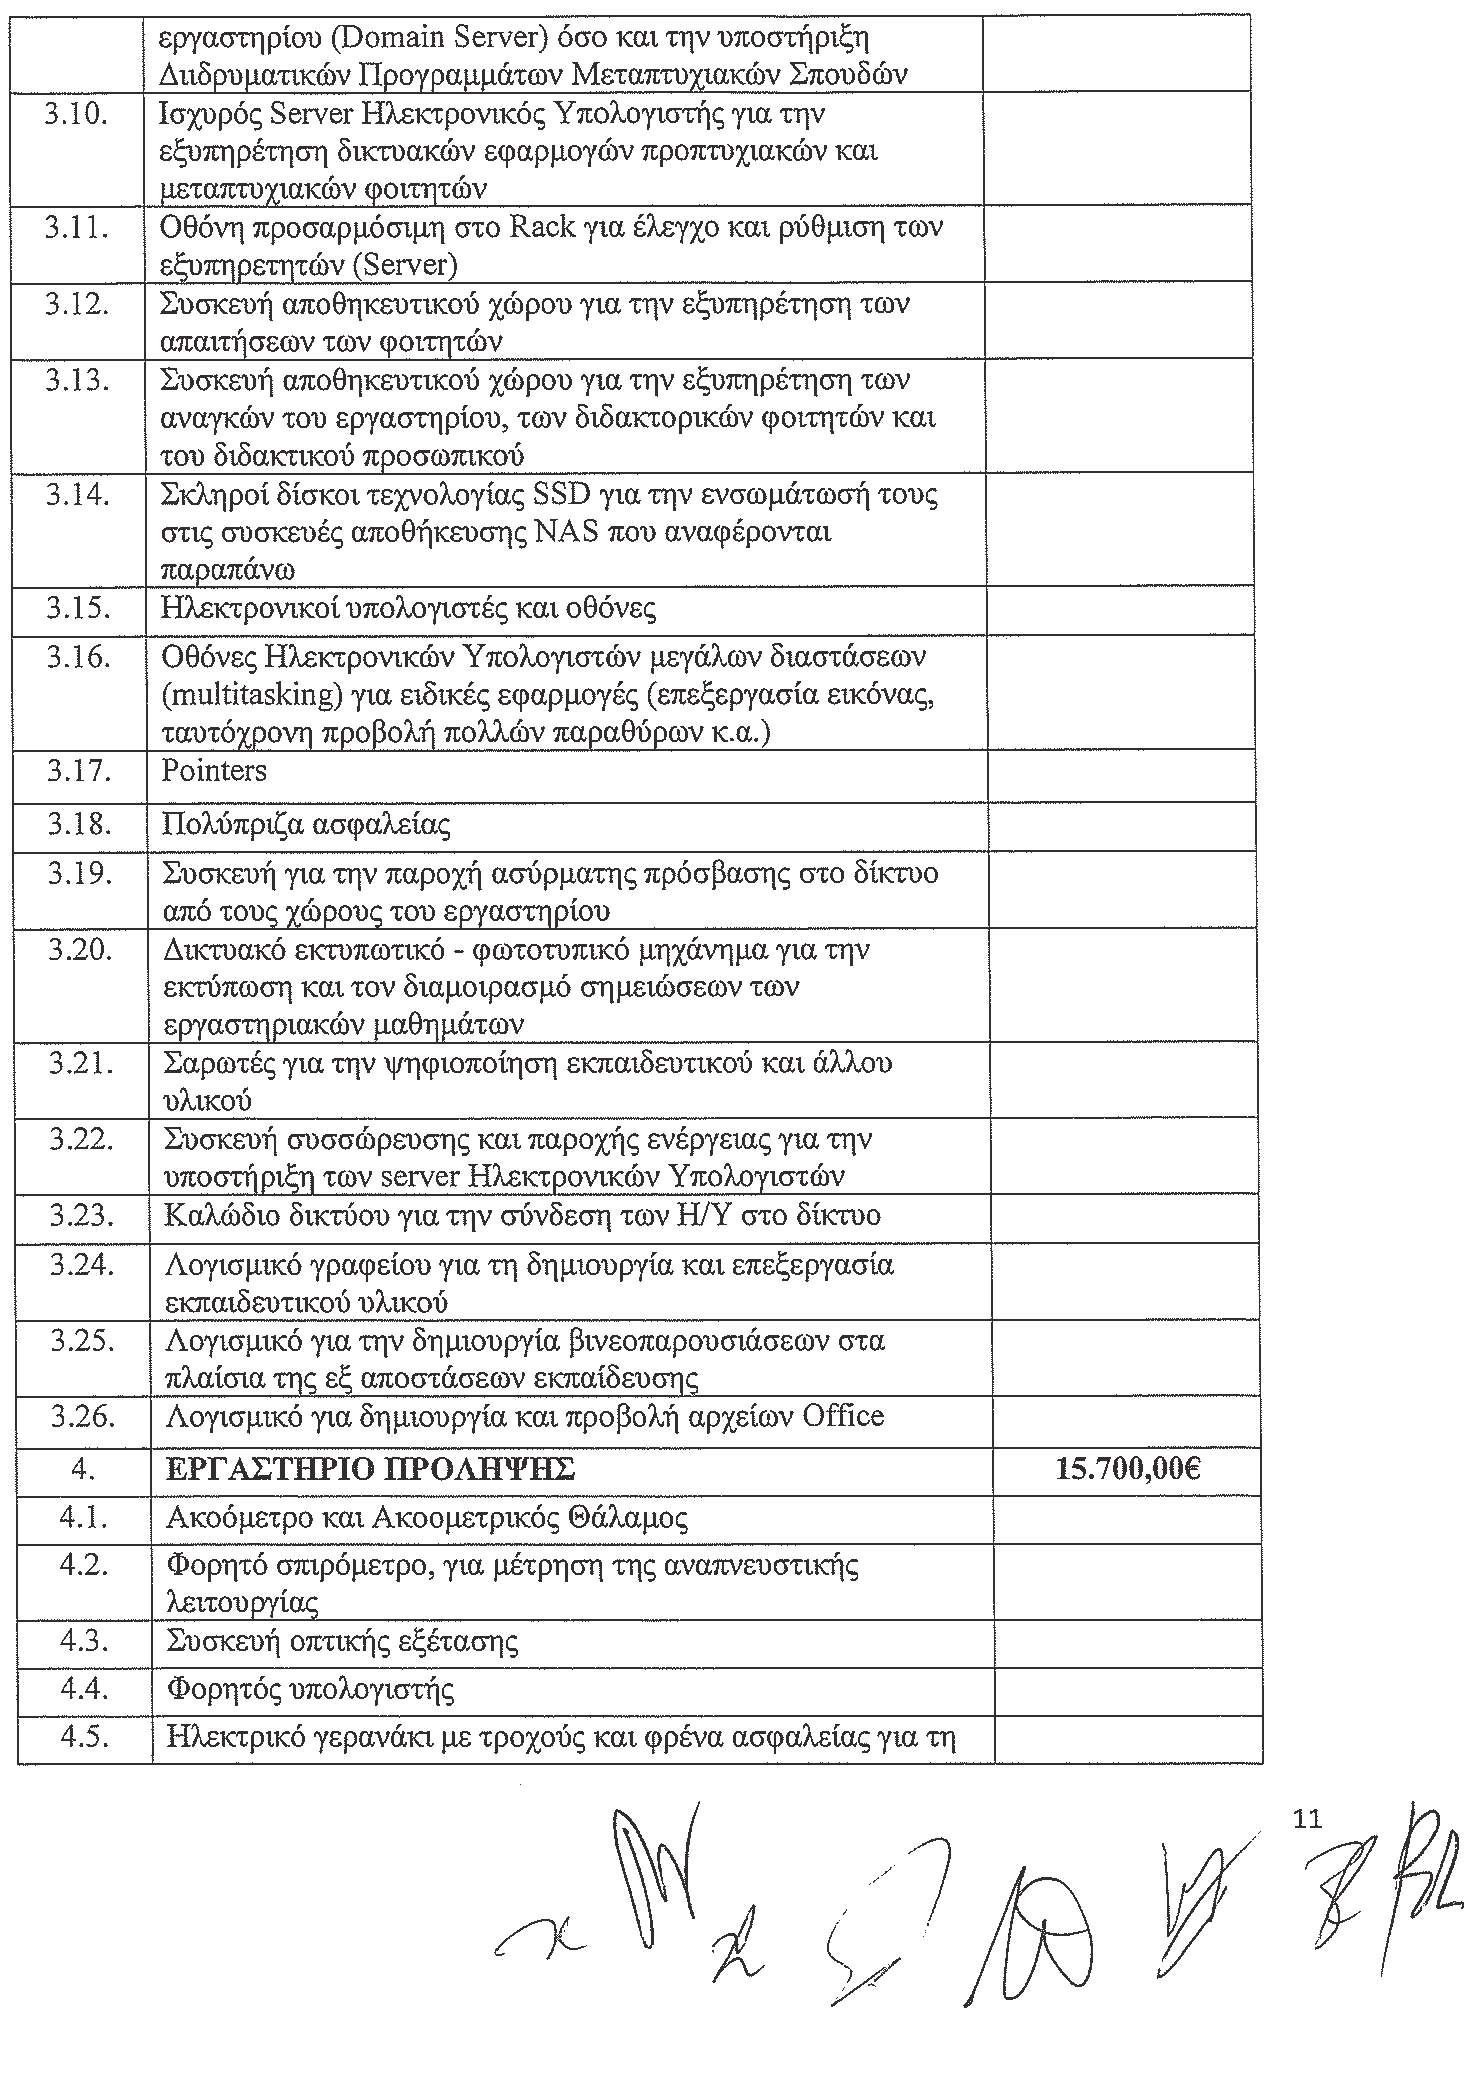 εργαστηρίου (Domain Server) όσο και την υποστήριξη
Διιδρυματικών Προγραμμάτων Μεταπτυχιακών Σπουδών
3.10. Ισχυρός Server Ηλεκτρονικός Υπολογιστής για την
εξυπηρέτηση δικτυακών εφαρμογών προπτυχιακών και
μεταπτυχιακών φοιτητών
3.11. Οθόνη προσαρμόσιμη στο Rack για έλεγχο και ρύθμιση των
εξυπηρετητών (Server)
3.12. Συσκευή αποθηκευτικού χώρου για την εξυπηρέτηση των
απαιτήσεων των φοιτητών
3.13. Συσκευή αποθηκευτικού χώρου για την εξυπηρέτηση των
αναγκών του εργαστηρίου, των διδακτορικών φοιτητών και
του διδακτικού προσωπικού
3.14. Σκληροί δίσκοι τεχνολογίας SSD για την ενσωμάτωσή τους
στις συσκευές αποθήκευσης NAS που αναφέρονται
παραπάνω
3.15. Ηλεκτρονικοί υπολογιστές και οθόνες
3.16. Οθόνες Ηλεκτρονικών Υπολογιστών μεγάλων διαστάσεων
(multitasking) για ειδικές εφαρμογές (επεξεργασία εικόνας,
ταυτόχρονη προβολή πολλών παραθύρων κ.α.)
3.17. Pointers
3.18. Πολύπριζα ασφαλείας
3.19. Συσκευή για την παροχή ασύρματης πρόσβασης στο δίκτυο
από τους χώρους του εργαστηρίου
3.20. Δικτυακό εκτυπωτικό - φωτοτυπικό μηχάνημα για την
εκτύπωση και τον διαμοιρασμό σημειώσεων των
εργαστηριακών μαθημάτων
3.21. Σαρωτές για την ψηφιοποίηση εκπαιδευτικού και άλλου
υλικού
3.22. Συσκευή συσσώρευσης και παροχής ενέργειας για την
υποστήριξη των server Ηλεκτρονικών Υπολογιστών
3.23. Καλώδιο δικτύου για την σύνδεση των Η/Υ στο δίκτυο
3.24. Λογισμικό γραφείου για τη δημιουργία και επεξεργασία
εκπαιδευτικού υλικού
3.25. Λογισμικό για την δημιουργία βινεοπαρουσιάσεων στα
πλαίσια της εξ αποστάσεων εκπαίδευσης
3.26. Λογισμικό για δημιουργία και προβολή αρχείων Office
4. ΕΡΓΑΣΤΗΡΙΟ ΠΡΟΛΗΨΗΣ 15.700,00€
4.1. Ακοόμετρο και Ακοομετρικός Θάλαμος
4.2. Φορητό σπιρόμετρο, για μέτρηση της αναπνευστικής
λειτουργίας
4.3. Συσκευή οπτικής εξέτασης
4.4. Φορητός υπολογιστής
4.5. Ηλεκτρικό γερανάκι με τροχούς και φρένα ασφαλείας για τη
11